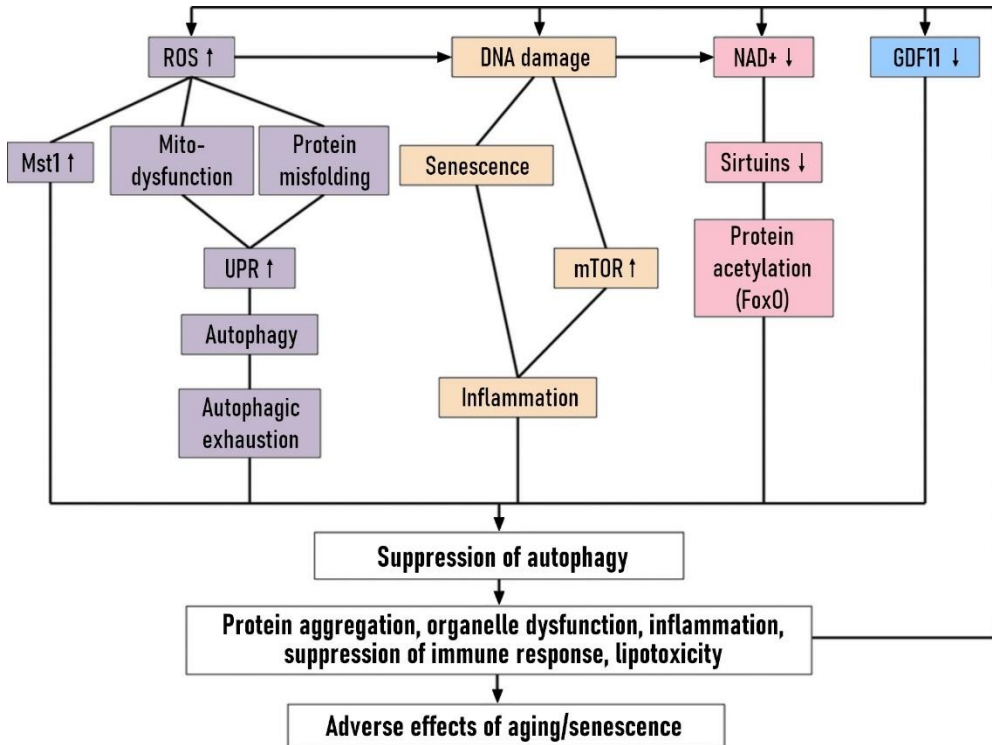 ROS ↑
DNA damage
NAD+ ↓
GDF11 ↓
Mst1 ↑
Mito-
dysfunction
Protein
misfolding
Senescence
Sirtuins ↓
UPR ↑
mTOR ↑
Protein
acetylation
(FoxO)
Autophagy
Autophagic
exhaustion
Inflammation
Suppression of autophagy
Protein aggregation, organelle dysfunction, inflammation,
suppression of immune response, lipotoxicity
Adverse effects of aging/senescence